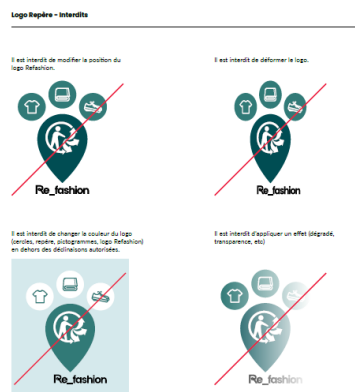 Logo Repère - Interdits
Il est interdit de modifier la position du
logo Refashion.
Re_fashion
Il est interdit de déformer le logo.
Re_fashion
Il est interdit de changer la couleur du logo
(cercles, repère, pictogrammes, logo Refashion)
en dehors des déclinaisons autorisées.
Re_fashion
Il est interdit d'appliquer un effet (dégradé,
transparence, etc)
Re_fashion